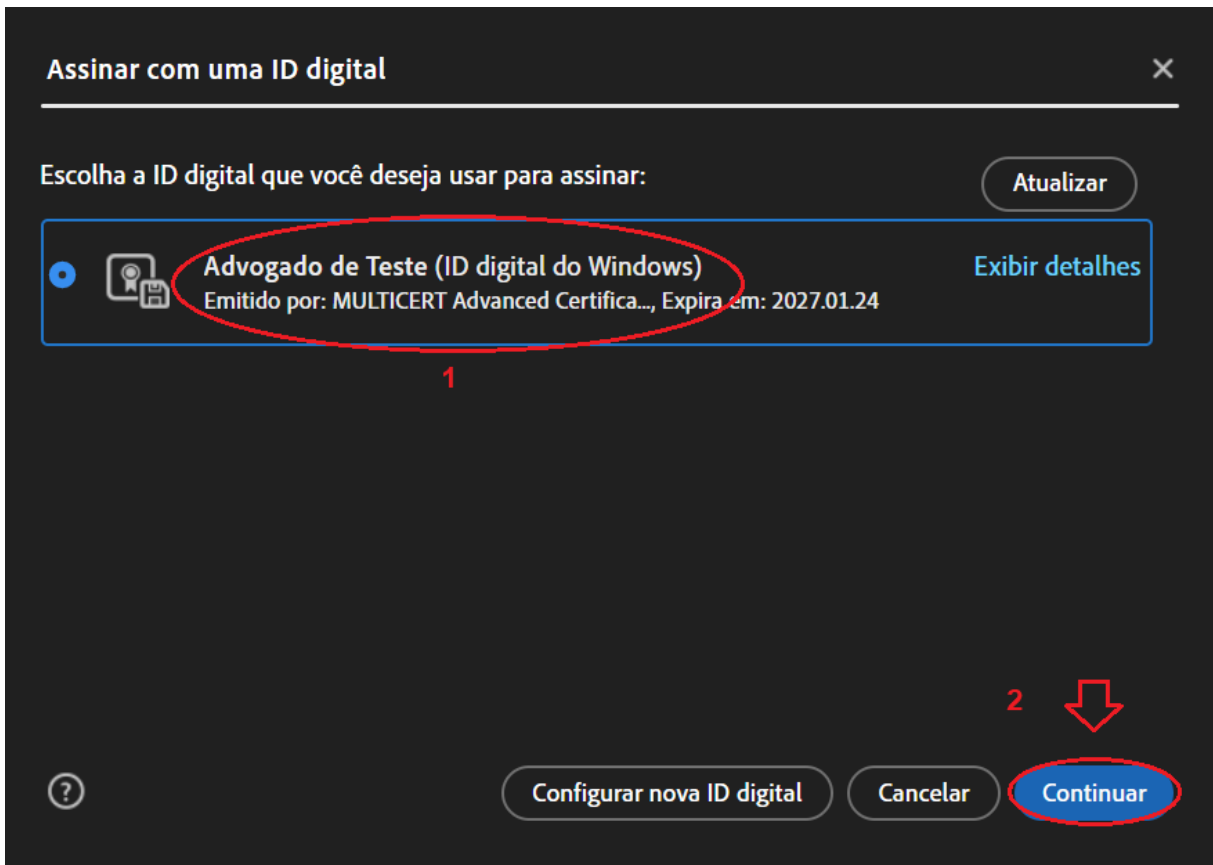 Assinar com uma ID digital
Escolha a ID digital que você deseja usar para assinar:
Atualizar
Advogado de Teste (ID digital do Windows)
Exibir detalhes
Emitido por: MULTICERT Advanced Certifica..., Expira em: 2027.01.24
1
2
?
Configurar nova ID digital
Cancelar
Continuar